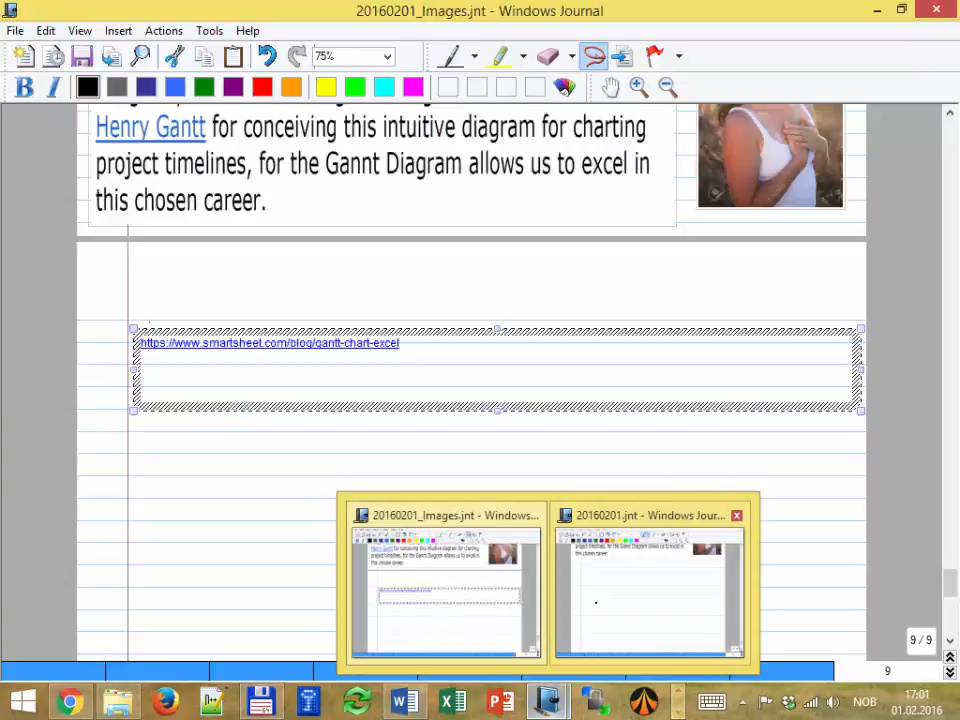 20160201_Images.jnt - Windows Journal
File Edit View Insert Actions Tools Help
75%
B I
Henry Gantt for conceiving this intuitive diagram for charting
project timelines, for the Gannt Diagram allows us to excel in
this chosen career.
https://www.smartsheet.com/blog/gantt-chart-excel
20160201_Images.jnt - Windows...
20160201.jnt - Windows Jour...
9 / 9
9
NOB
17:01
01.02.2016